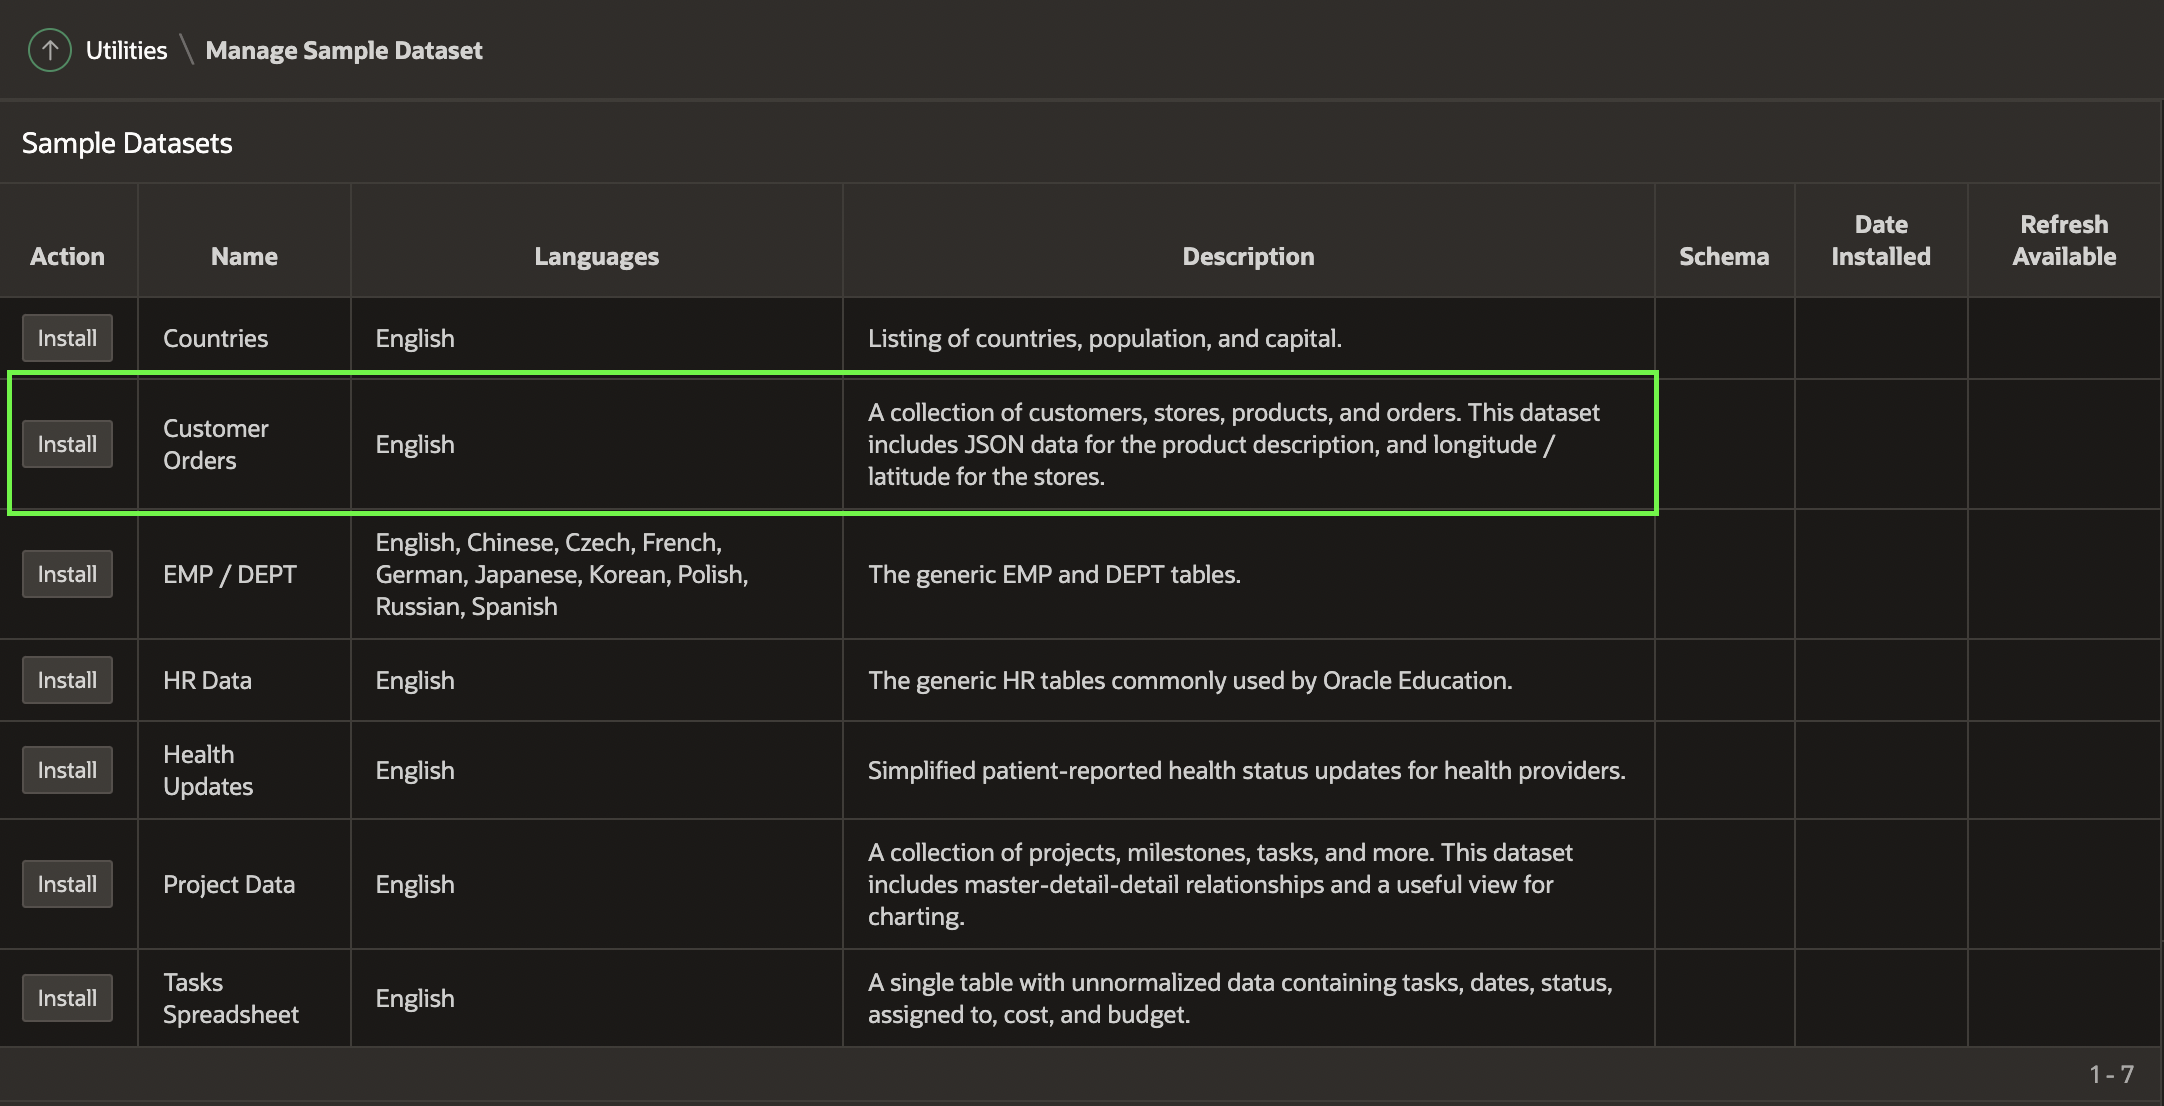 Utilities \ Manage Sample Dataset
Sample Datasets
Action Name Languages Description Schema Date Installed Refresh Available
Install Countries English Listing of countries, population, and capital.
Install Customer Orders English A collection of customers, stores, products, and orders. This dataset
includes JSON data for the product description, and longitude /
latitude for the stores.
Install EMP / DEPT English, Chinese, Czech, French,
German, Japanese, Korean, Polish,
Russian, Spanish
The generic EMP and DEPT tables.
Install HR Data English The generic HR tables commonly used by Oracle Education.
Install Health Updates English Simplified patient-reported health status updates for health providers.
Install Project Data English A collection of projects, milestones, tasks, and more. This dataset
includes master-detail-detail relationships and a useful view for
charting.
Install Tasks Spreadsheet English A single table with unnormalized data containing tasks, dates, status,
assigned to, cost, and budget.
1 - 7